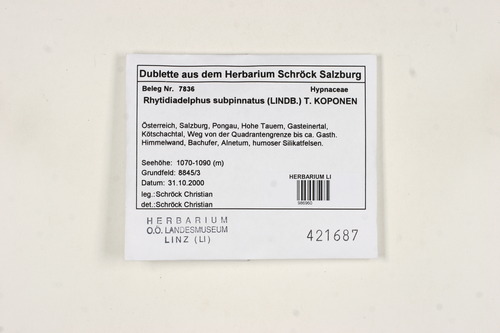 Dublette aus dem Herbarium Schröck Salzburg
Beleg Nr. 7836 Hypnaceae
Rhytidiadelphus subpinnatus (LINDB.) T. KOPONEN
Österreich, Salzburg, Pongau, Hohe Tauern, Gasteinertal,
Kötschachtal, Weg von der Quadrantengrenze bis ca. Gasth.
Himmelwand, Bachufer, Alnetum, humoser Silikatfelsen.
Seehöhe: 1070-1090 (m)
Grundfeld: 8845/3
Datum: 31.10.2000
leg.:Schröck Christian
det.:Schröck Christian
HERBARIUM LI
HERBARIUM
O.Ö. LANDESMUSEUM
LINZ (LI)
421687